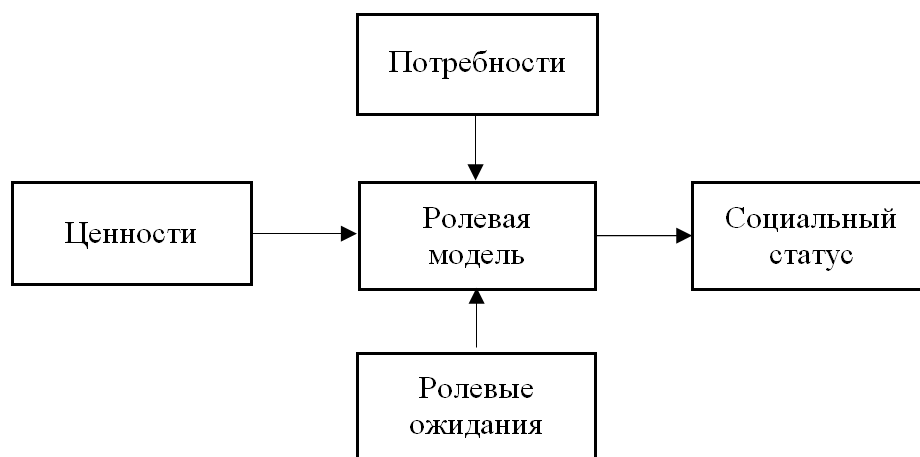 Потребности
Ценности
Ролевая
модель
Социальный
статус
Ролевые
ожидания